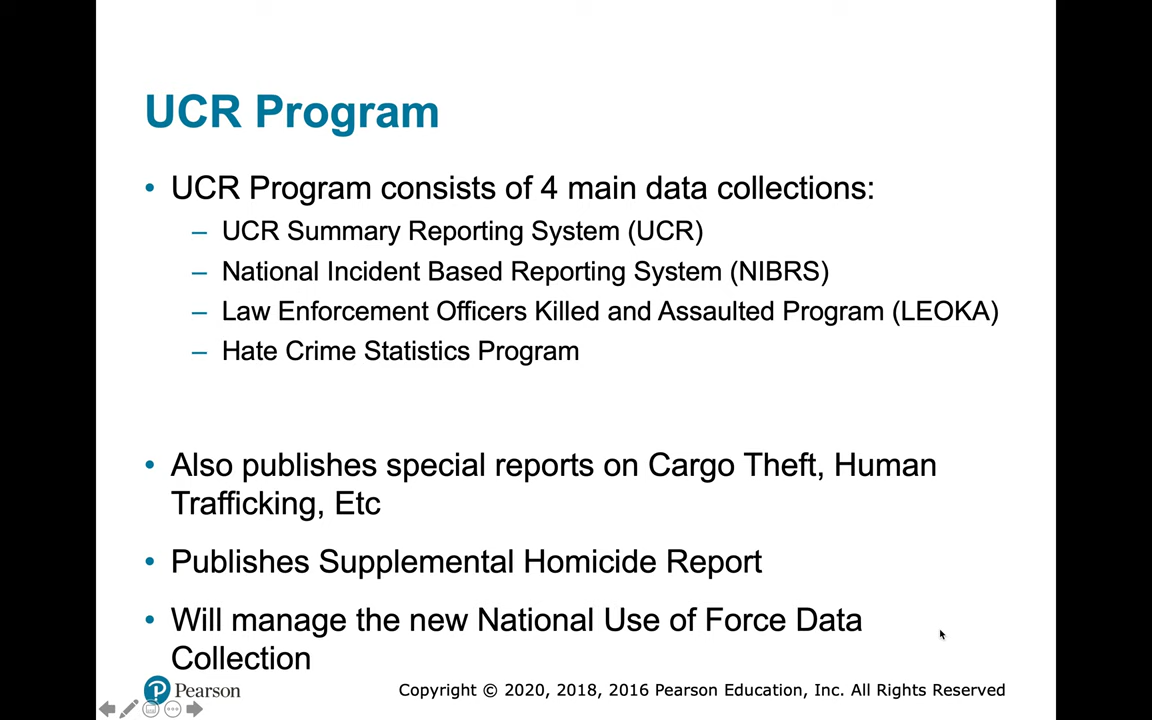 UCR Program
• UCR Program consists of 4 main data collections:
– UCR Summary Reporting System (UCR)
– National Incident Based Reporting System (NIBRS)
– Law Enforcement Officers Killed and Assaulted Program (LEOKA)
– Hate Crime Statistics Program
• Also publishes special reports on Cargo Theft, Human
Trafficking, Etc
• Publishes Supplemental Homicide Report
• Will manage the new National Use of Force Data
Collection
P Pearson
Copyright © 2020, 2018, 2016 Pearson Education, Inc. All Rights Reserved